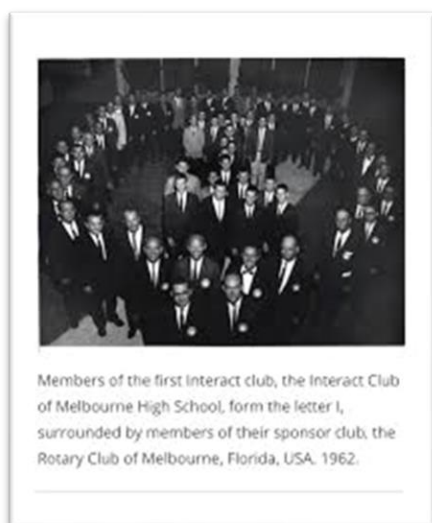 Members of the first Interact club, the Interact Club
of Melbourne High School, form the letter I,
surrounded by members of their sponsor club, the
Rotary Club of Melbourne, Florida, USA. 1962.